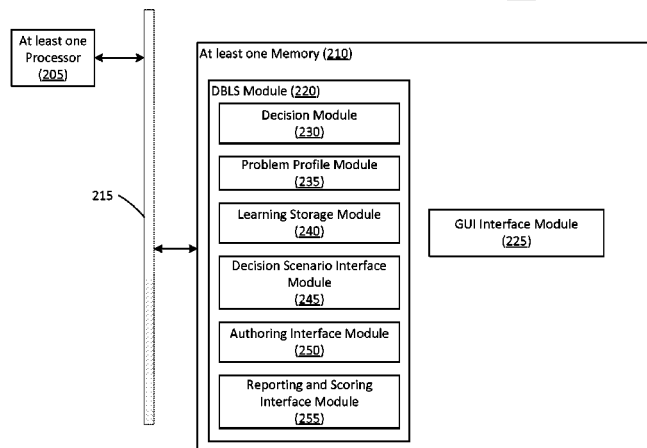 At least one
Processor
(205)
At least one Memory (210)
DBLS Module (220)
Decision Module
(230)
Problem Profile Module
(235)
215
Learning Storage Module
(240)
GUI Interface Module
(225)
Decision Scenario Interface
Module
(245)
Authoring Interface Module
(250)
Reporting and Scoring
Interface Module
(255)